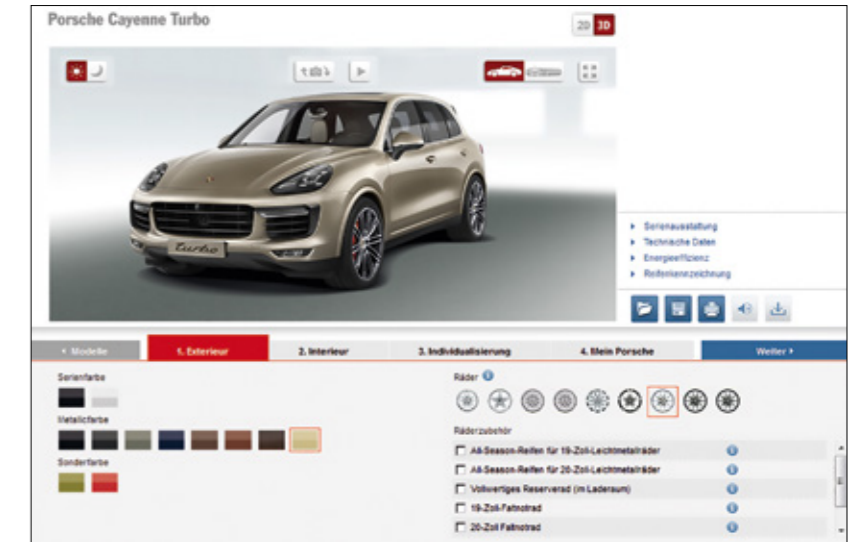 Porsche Cayenne Turbo
2D 3D
Turbo
Serienausstattung
Technische Daten
Energieeffizienz
Reifenkennzeichnung
Modelle
1. Exterieur
2. Interieur
3. Individualisierung
4. Mein Porsche
Weiter
Serienfarbe
Metalicfarbe
Sonderfarbe
Räder
Räderzubehör
All-Season-Reifen für 19-Zoll-Leichtmetallräder
All-Season-Reifen für 20-Zoll-Leichtmetallräder
Vollwertiges Reserverad (im Laderaum)
19-Zoll-Faltnotrad
20-Zoll Faltnotrad